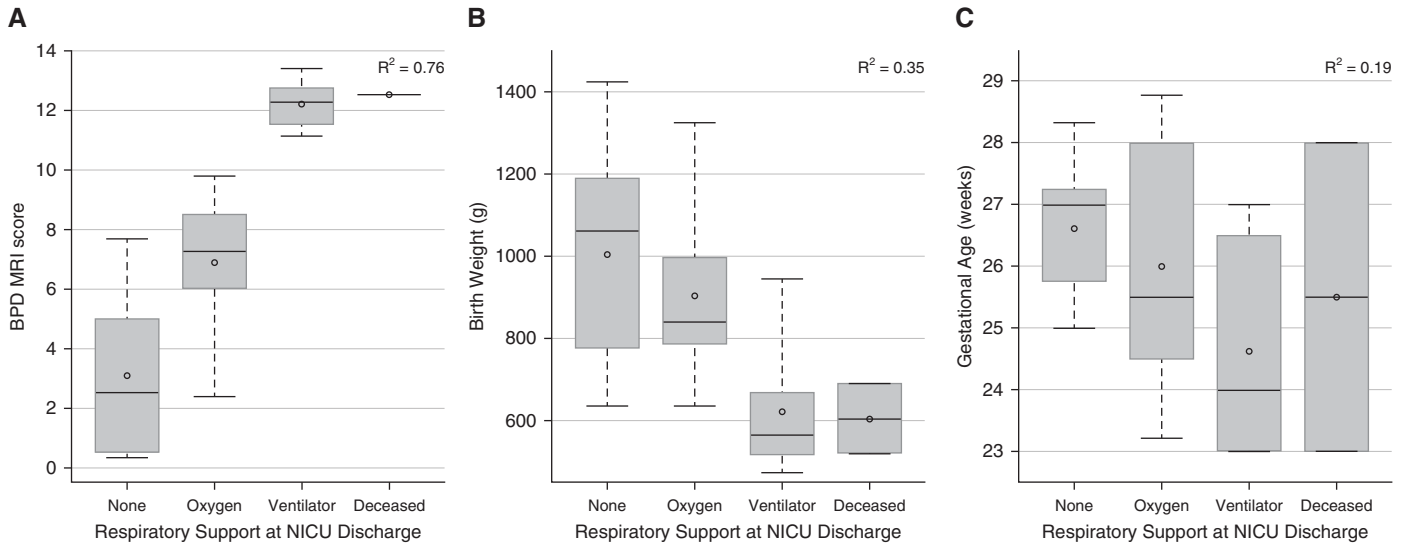 A
R² = 0.76
BPD MRI score
14
12
10
8
6
4
2
0
None Oxygen Ventilator Deceased
Respiratory Support at NICU Discharge
B
R² = 0.35
Birth Weight (g)
1400
1200
1000
800
600
None Oxygen Ventilator Deceased
Respiratory Support at NICU Discharge
C
R² = 0.19
Gestational Age (weeks)
29
28
27
26
25
24
23
None Oxygen Ventilator Deceased
Respiratory Support at NICU Discharge